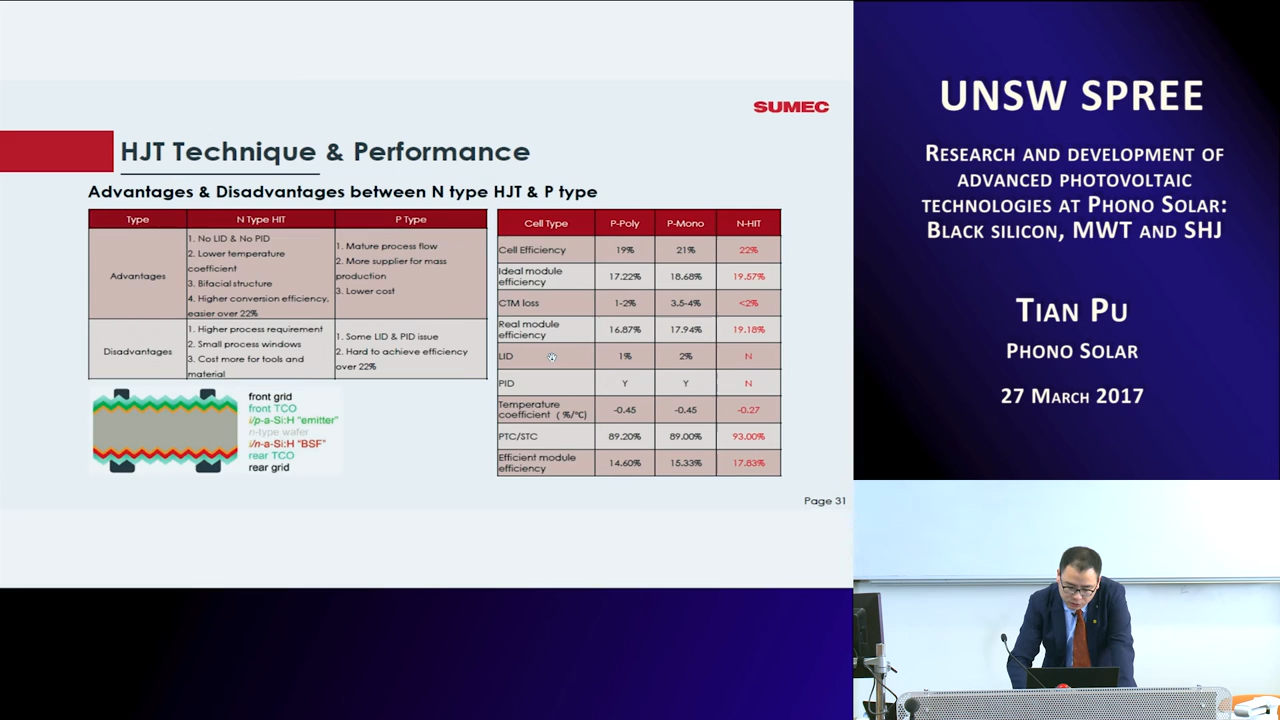 SUMEC
HJT Technique & Performance
Advantages & Disadvantages between N type HJT & P type
Type N Type HIT P Type
Advantages
1. No LID & No PID
2. Lower temperature
coefficient
3. Bifacial structure
4. Higher conversion efficiency,
easier over 22%
1. Mature process flow
2. More supplier for mass
production
3. Lower cost
Disadvantages
1. Higher process requirement
2. Small process windows
3. Cost more for tools and
material
1. Some LID & PID issue
2. Hard to achieve efficiency
over 22%
front grid
front TCO
i/p-a-Si:H "emitter"
n-type wafer
i/n-a-Si:H "BSF"
rear TCO
rear grid
Cell Type P-Poly P-Mono N-HIT
Cell Efficiency 19% 21% 22%
Ideal module
efficiency 17.22% 18.68% 19.57%
CTM loss 1-2% 3.5-4% <2%
Real module
efficiency 16.87% 17.94% 19.18%
LID 1% 2% N
PID Y Y N
Temperature
coefficient (%/°C) -0.45 -0.45 -0.27
PTC/STC 89.20% 89.00% 93.00%
Efficient module
efficiency 14.60% 15.33% 17.83%
Page 31
UNSW SPREE
Research and development of
advanced photovoltaic
technologies at Phono Solar:
Black silicon, MWT and SHJ
Tian Pu
Phono Solar
27 March 2017